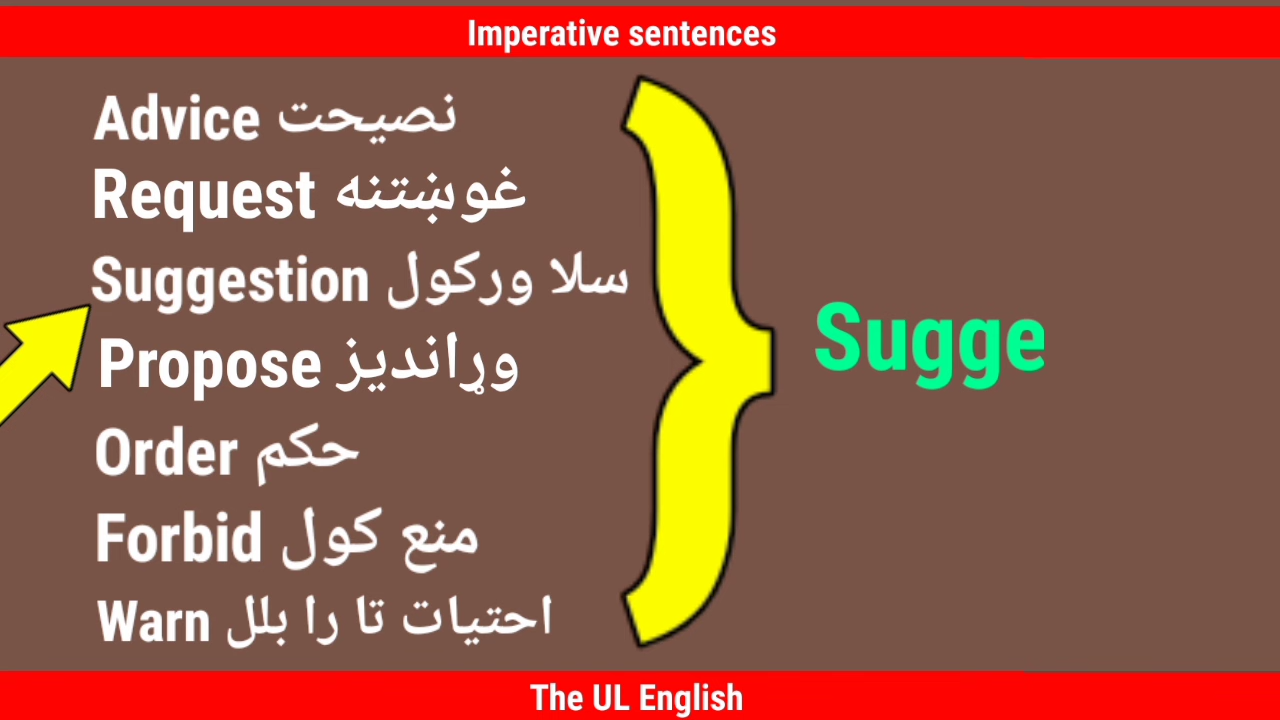 Imperative sentences
Advice نصیحت
Request غوښتنه
Suggestion سلا ورکول
Propose وړاندیز
Order حکم
Forbid منع کول
Warn احتیات تا را بلل
Sugge
The UL English